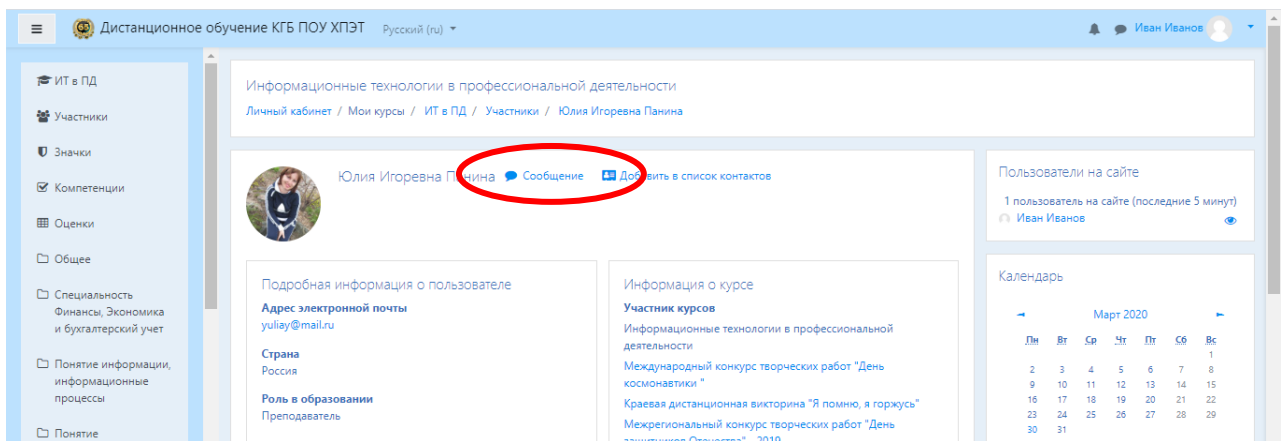 Дистанционное обучение КГБ ПОУ ХПЭТ Русский (ru)
Иван Иванов
ИТ в ПД
Участники
Значки
Компетенции
Оценки
Общее
Специальность
Финансы, Экономика
и бухгалтерский учет
Понятие информации,
информационные
процессы
Понятие
Информационные технологии в профессиональной деятельности
Личный кабинет / Мои курсы / ИТ в ПД / Участники / Юлия Игоревна Панина
Юлия Игоревна Панина Сообщение Добавить в список контактов
Подробная информация о пользователе
Адрес электронной почты
yuliay@mail.ru
Страна
Россия
Роль в образовании
Преподаватель
Информация о курсе
Участник курсов
Информационные технологии в профессиональной
деятельности
Международный конкурс творческих работ "День
космонавтики "
Краевая дистанционная викторина "Я помню, я горжусь"
Межрегиональный конкурс творческих работ "День
защитников Отечества" - 2019
Пользователи на сайте
1 пользователь на сайте (последние 5 минут)
Иван Иванов
Календарь
Март 2020
Пн Вт Ср Чт Пт Сб Вс
1
2 3 4 5 6 7 8
9 10 11 12 13 14 15
16 17 18 19 20 21 22
23 24 25 26 27 28 29
30 31